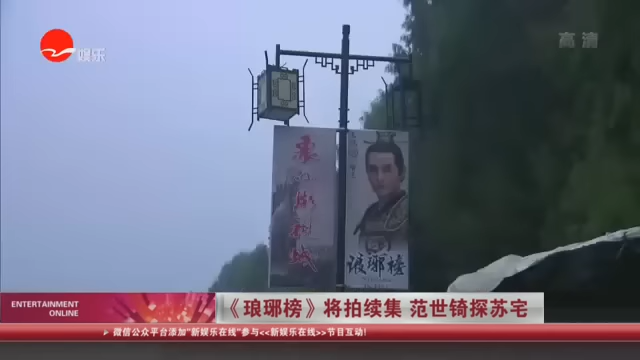 娱乐
高清
琅琊榜
ENTERTAINMENT
ONLINE
《琅琊榜》将拍续集 范世锜探苏宅
微信公众平台添加"新娱乐在线"参与<<新娱乐在线>>节目互动!